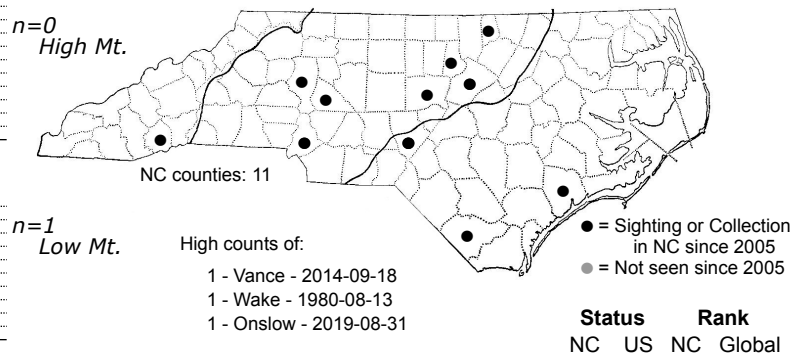 n=0
High Mt.
NC counties: 11
n=1
Low Mt.
High counts of:
1 - Vance - 2014-09-18
1 - Wake - 1980-08-13
1 - Onslow - 2019-08-31
● = Sighting or Collection
in NC since 2005
● = Not seen since 2005
Status Rank
NC US NC Global